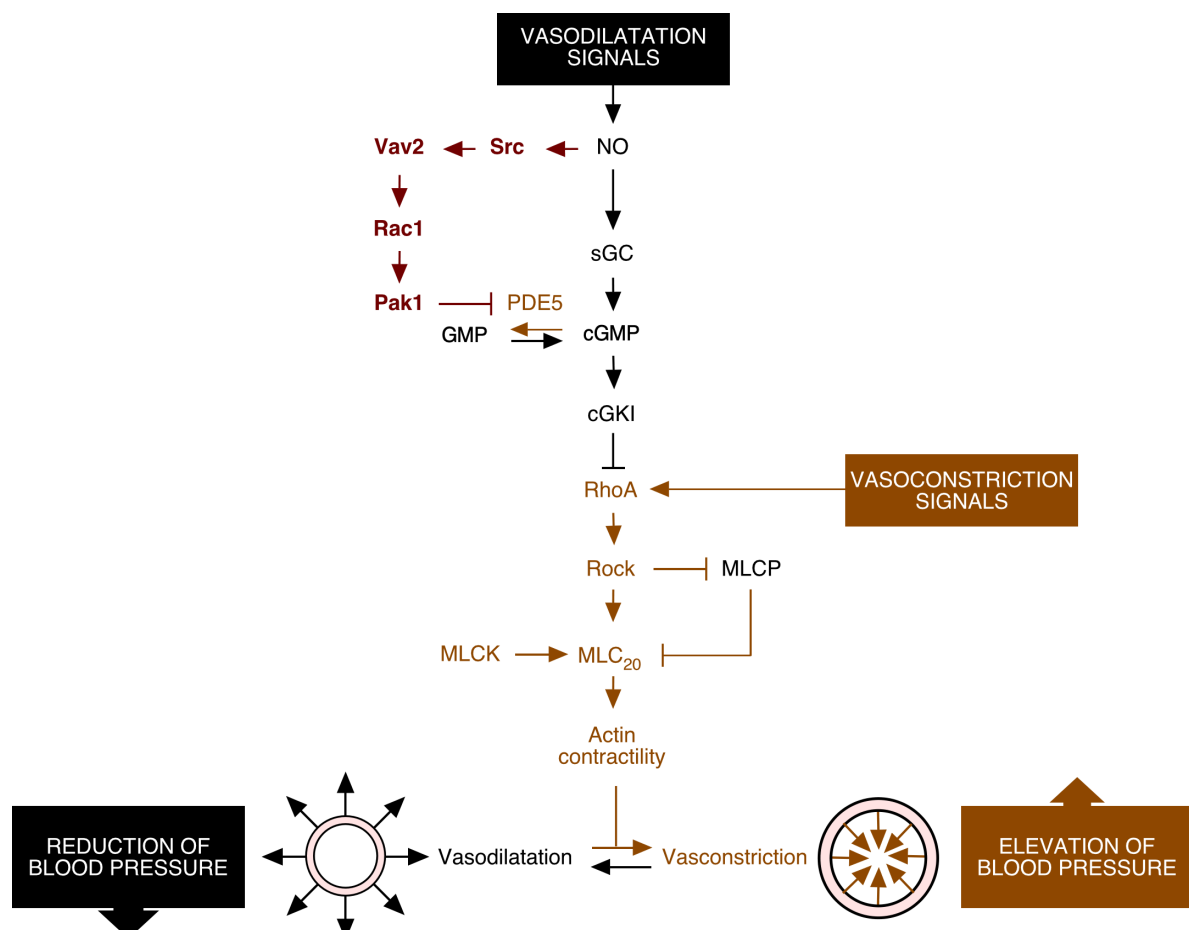 VASODILATATION
SIGNALS
Vav2
Src
NO
Rac1
sGC
Pak1
PDE5
GMP
cGMP
cGKI
RhoA
VASOCONSTRICTION
SIGNALS
Rock
MLCP
MLCK
MLC20
Actin
contractility
REDUCTION OF
BLOOD PRESSURE
Vasodilatation
Vasconstriction
ELEVATION OF
BLOOD PRESSURE